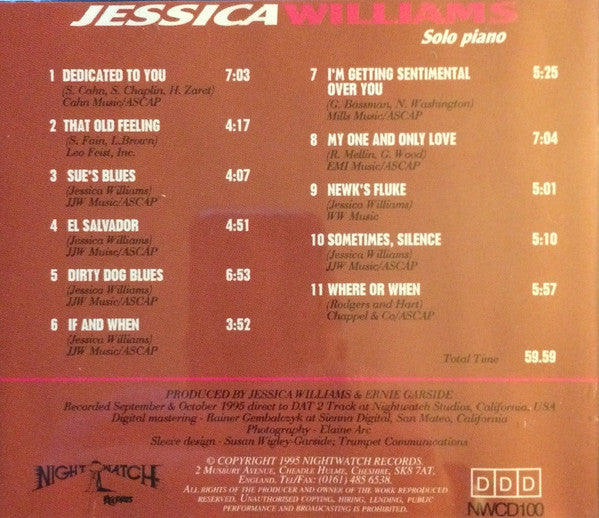 JESSICA WILLIAMS
Solo piano
1 DEDICATED TO YOU 7:03
(S. Cahn, S. Chaplin, H. Zaret)
Cahn Music/ASCAP
2 THAT OLD FEELING 4:17
(S. Fain, L.Brown)
Leo Feist, Inc.
3 SUE'S BLUES 4:07
(Jessica Williams)
JJW Music/ASCAP
4 EL SALVADOR 4:51
(Jessica Williams)
JJW Music/ASCAP
5 DIRTY DOG BLUES 6:53
(Jessica Williams)
JJW Music/ASCAP
6 IF AND WHEN 3:52
(Jessica Williams)
JJW Music/ASCAP
7 I'M GETTING SENTIMENTAL 5:25
OVER YOU
(G. Bassman, N. Washington)
Mills Music/ASCAP
8 MY ONE AND ONLY LOVE 7:04
(R. Mellin, G. Wood)
EMI Music/ASCAP
9 NEWK'S FLUKE 5:01
(Jessica Williams)
WW Music
10 SOMETIMES, SILENCE 5:10
(Jessica Williams)
JJW Music/ASCAP
11 WHERE OR WHEN 5:57
(Rodgers and Hart)
Chappel & Co/ASCAP
Total Time 59.59
PRODUCED BY JESSICA WILLIAMS & ERNIE GARSIDE
Recorded September & October 1995 direct to DAT 2 Track at Nightwatch Studios, California, USA
Digital mastering - Rainer Gembalczyk at Sienna Digital, San Mateo, California
Photography - Elaine Arc
Sleeve design - Susan Wigley-Garside; Trumpet Communications
NIGHTWATCH
RECORDS
© COPYRIGHT 1995 NIGHTWATCH RECORDS.
2 MUSBURY AVENUE, CHEADLE HULME, CHESHIRE, SK8 7AT,
ENGLAND. TEL/FAX: (0161) 485 6538.
ALL RIGHTS OF THE PRODUCER AND OWNER OF THE WORK REPRODUCED
RESERVED. UNAUTHORISED COPYING, HIRING, LENDING, PUBLIC
PERFORMANCE AND BROADCASTING IS PROHIBITED.
DDD
NWCD100